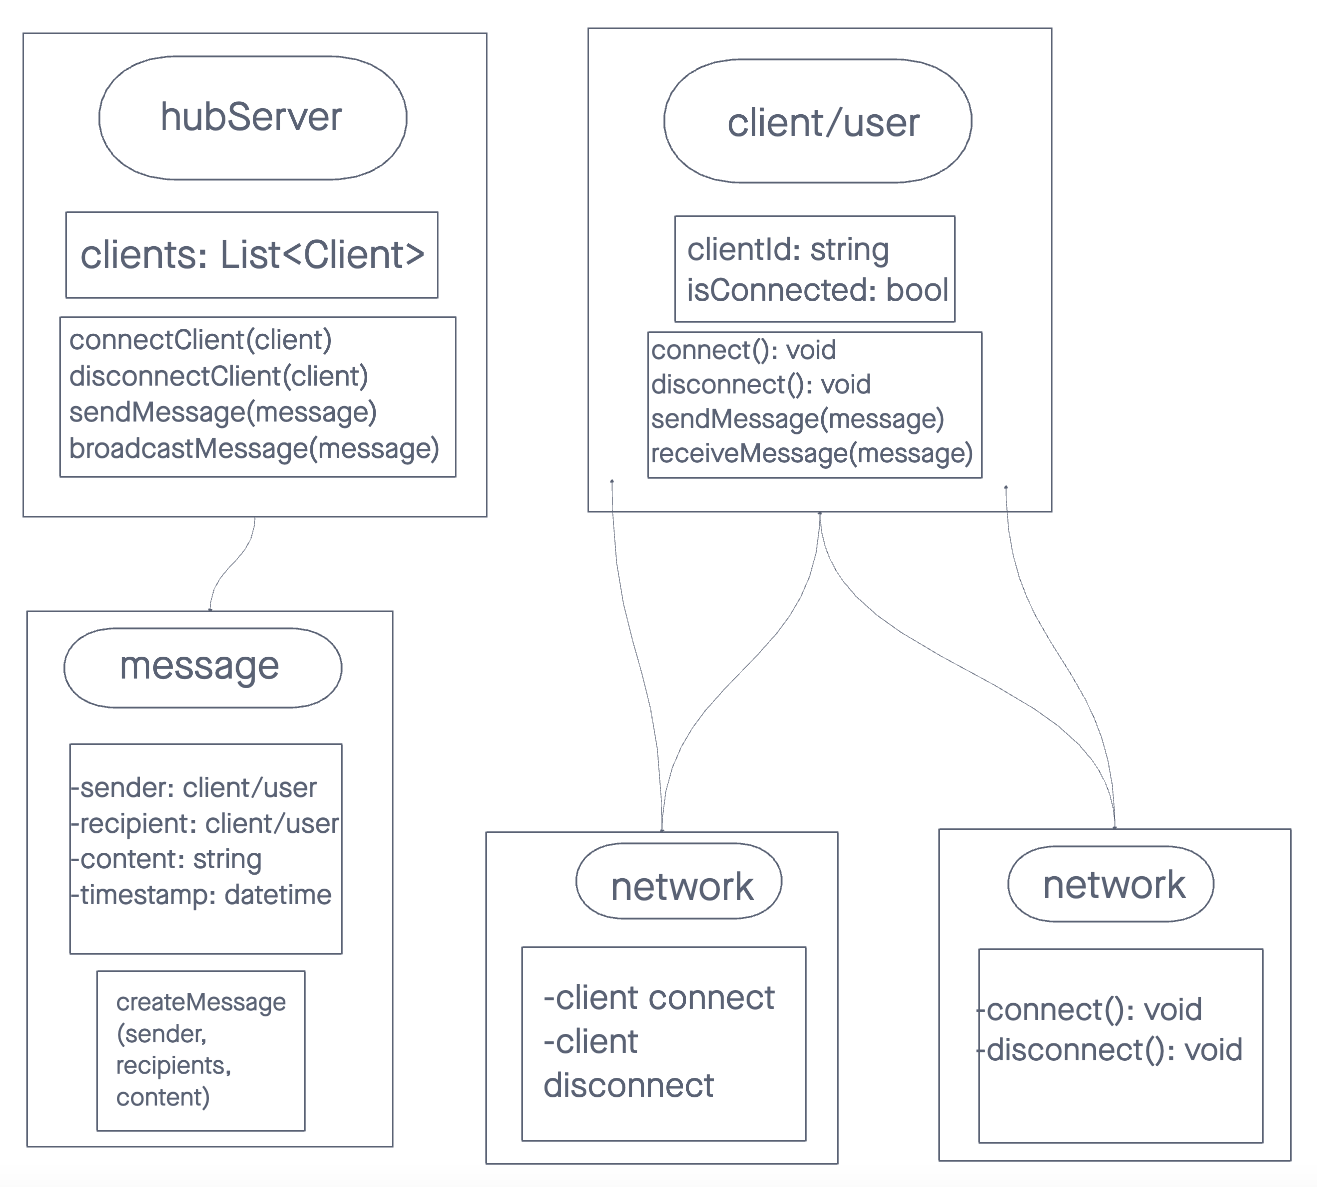 hubServer
clients: List<Client>
connectClient(client)
disconnectClient(client)
sendMessage(message)
broadcastMessage(message)
client/user
clientId: string
isConnected: bool
connect(): void
disconnect(): void
sendMessage(message)
receiveMessage(message)
message
-sender: client/user
-recipient: client/user
-content: string
-timestamp: datetime
createMessage
(sender,
recipients,
content)
network
-client connect
-client
disconnect
network
-connect(): void
-disconnect(): void